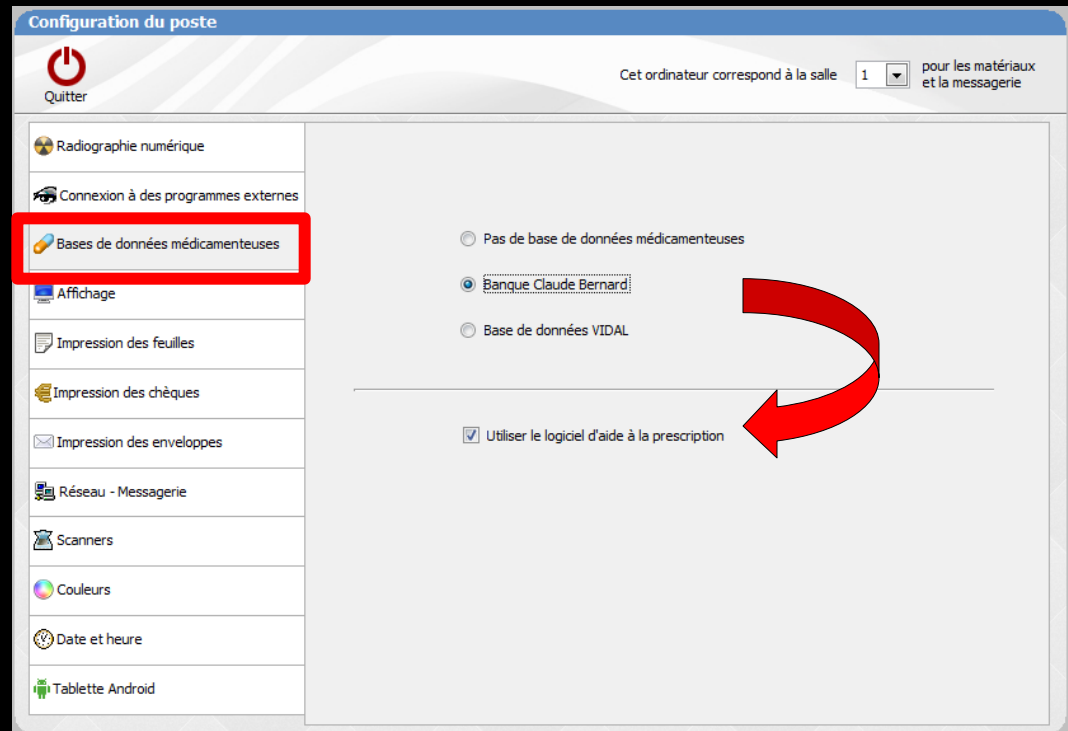 Configuration du poste
Quitter
Cet ordinateur correspond à la salle 1 pour les matériaux
et la messagerie
Radiographie numérique
Connexion à des programmes externes
Bases de données médicamenteuses
Affichage
Impression des feuilles
Impression des chèques
Impression des enveloppes
Réseau - Messagerie
Scanners
Couleurs
Date et heure
Tablette Android
Pas de base de données médicamenteuses
Banque Claude Bernard
Base de données VIDAL
Utiliser le logiciel d'aide à la prescription